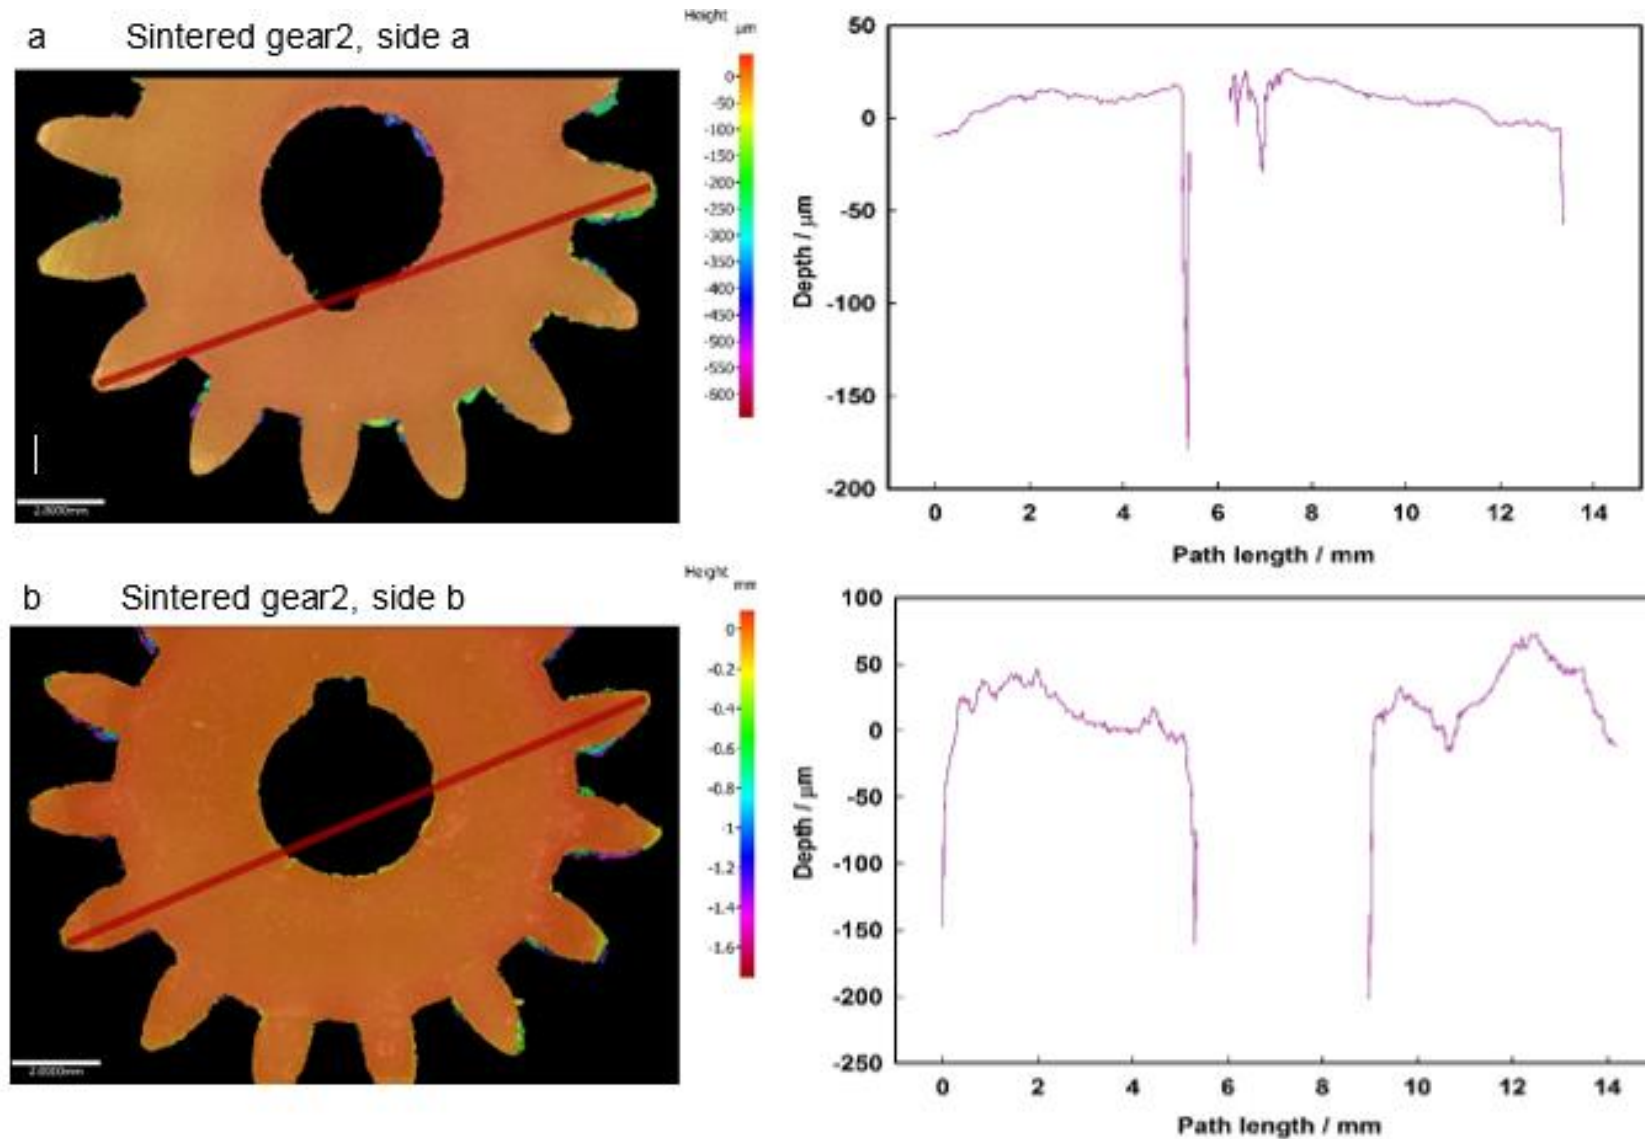 a Sintered gear2, side a
Height
μm
0
-50
-100
-150
-200
-250
-300
-350
-400
-450
-500
-550
-600
2.0000mm
50
0
-50
-100
-150
-200
Depth / μm
0 2 4 6 8 10 12 14
Path length / mm
b Sintered gear2, side b
Height
mm
0
-0.2
-0.4
-0.6
-0.8
-1
-1.2
-1.4
-1.6
2.0000mm
100
50
0
-50
-100
-150
-200
-250
Depth / μm
0 2 4 6 8 10 12 14
Path length / mm